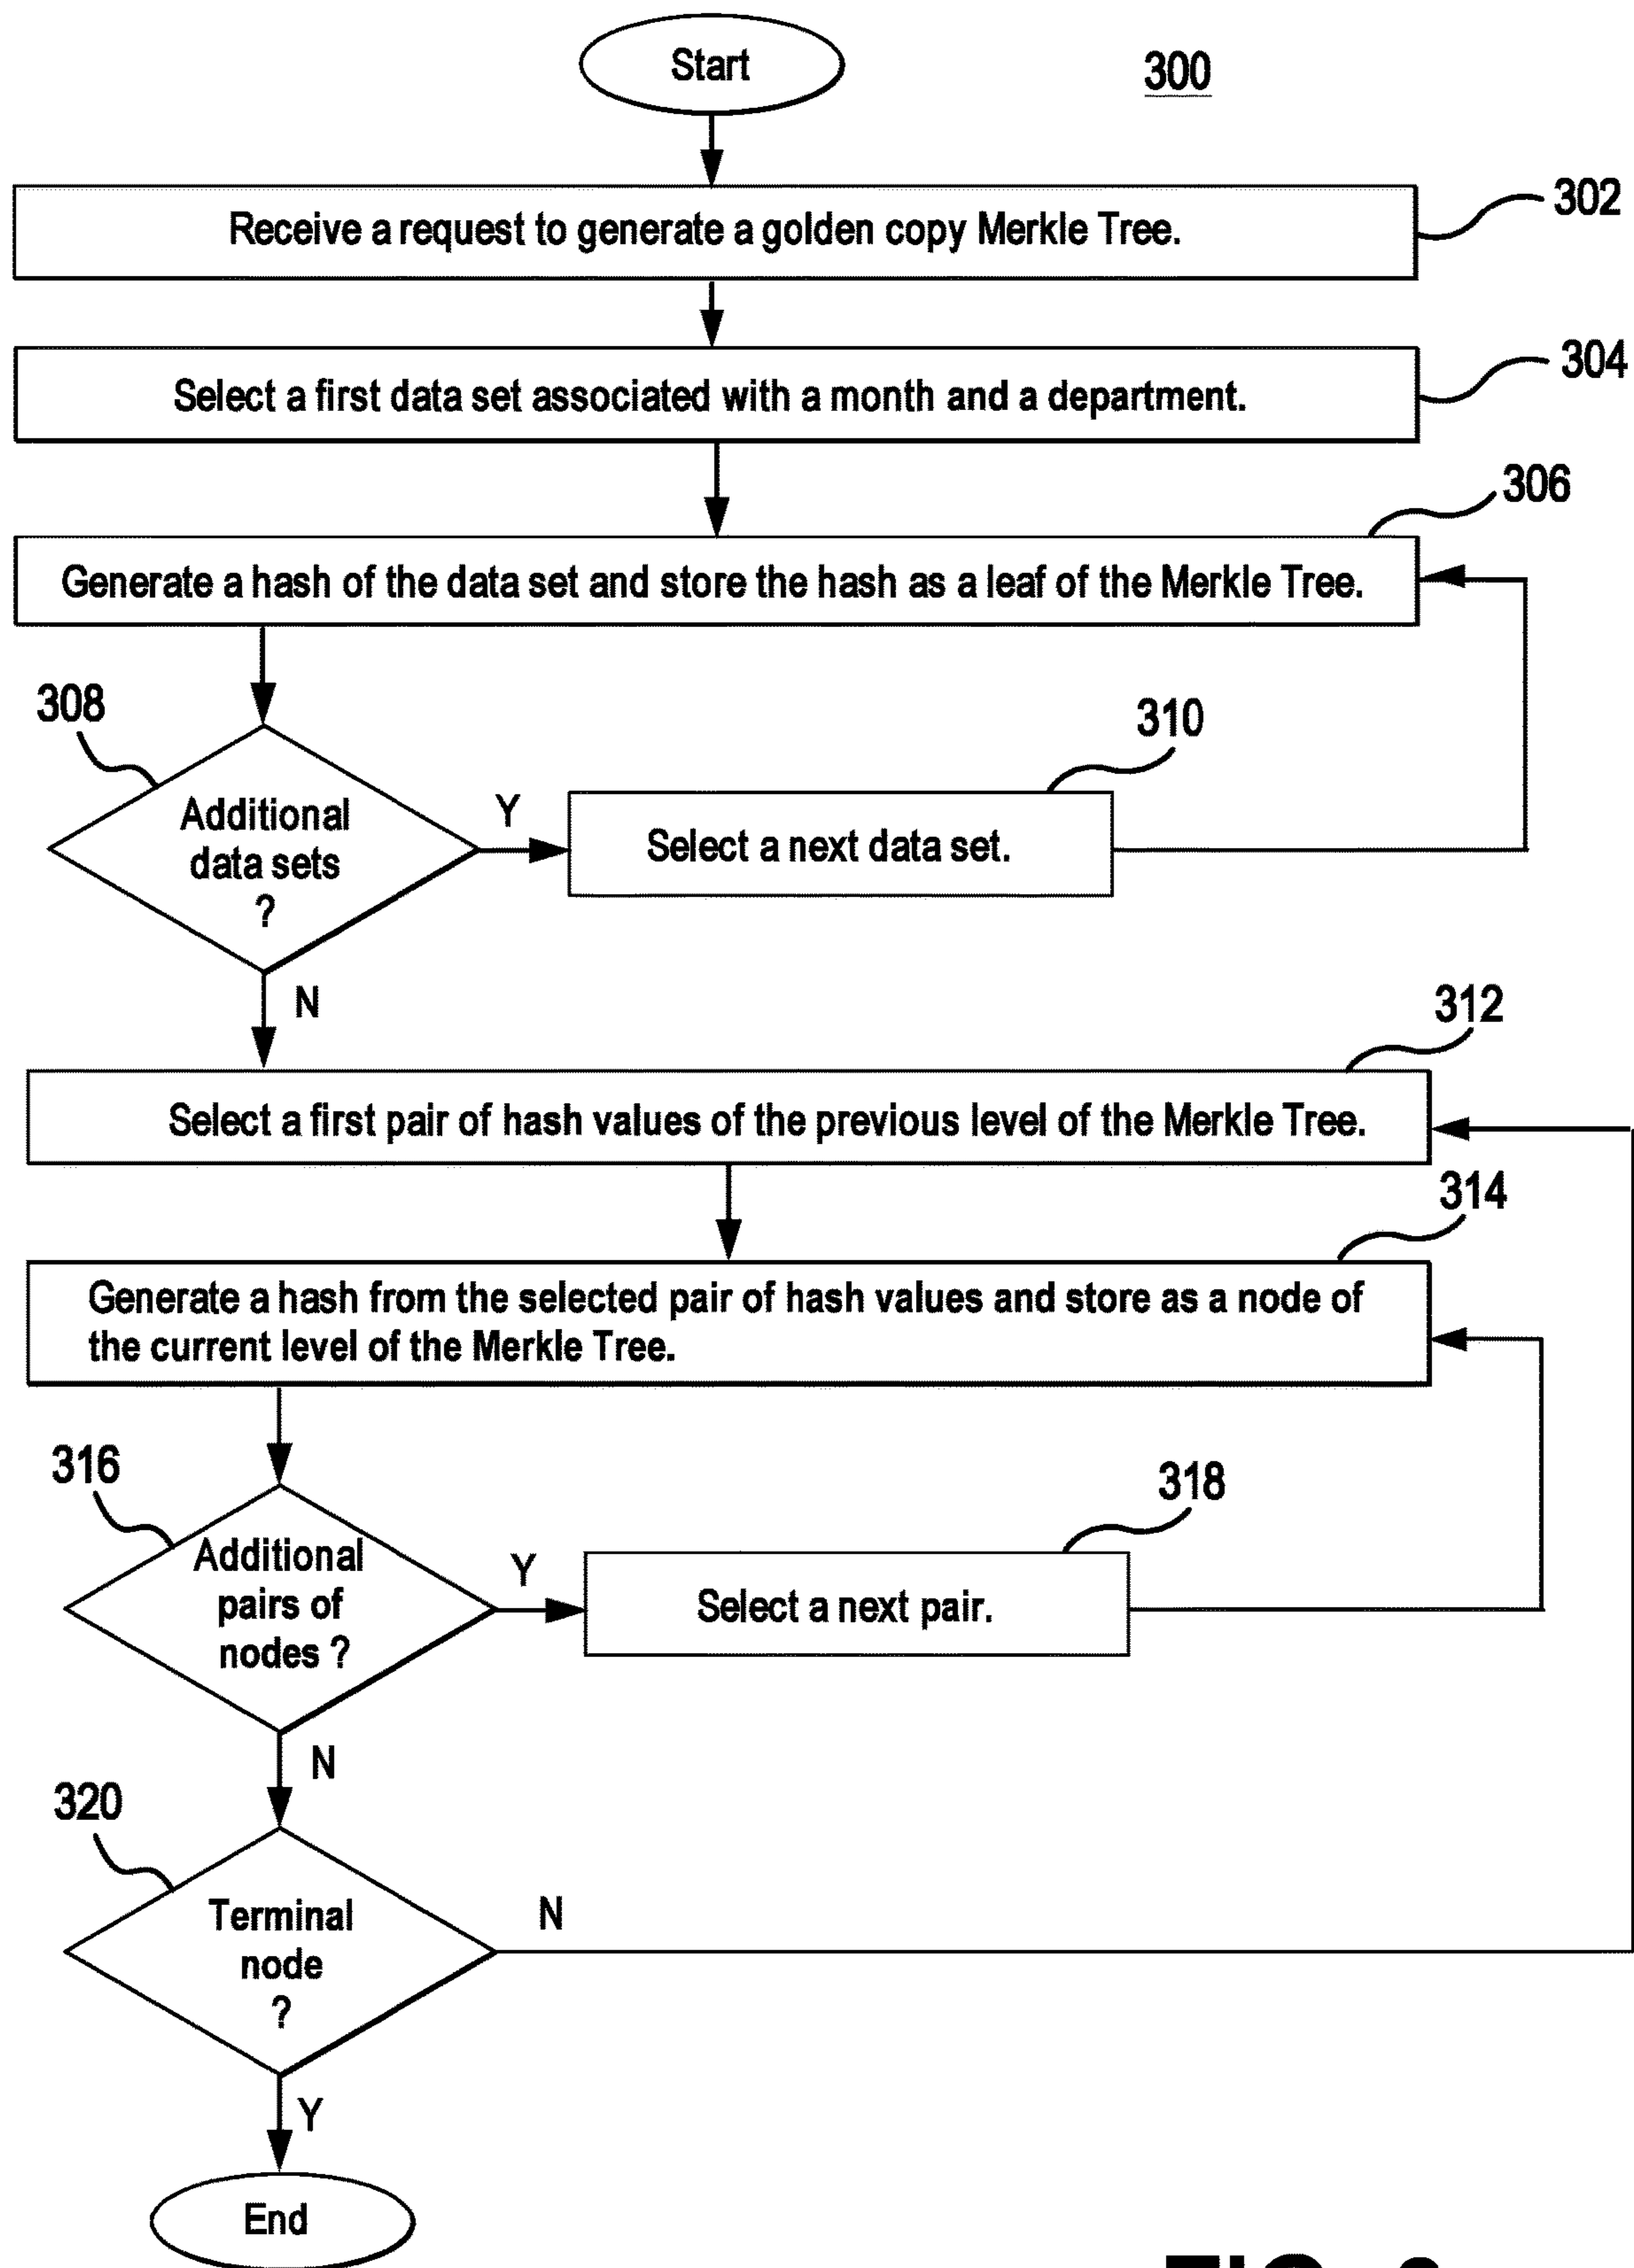 Start
300
Receive a request to generate a golden copy Merkle Tree.
302
Select a first data set associated with a month and a department.
304
306
Generate a hash of the data set and store the hash as a leaf of the Merkle Tree.
308
310
Additional
data sets
?
Y
Select a next data set.
N
312
Select a first pair of hash values of the previous level of the Merkle Tree.
314
Generate a hash from the selected pair of hash values and store as a node of
the current level of the Merkle Tree.
316
318
Additional
pairs of
nodes ?
Y
Select a next pair.
N
320
Terminal
node
?
N
Y
End